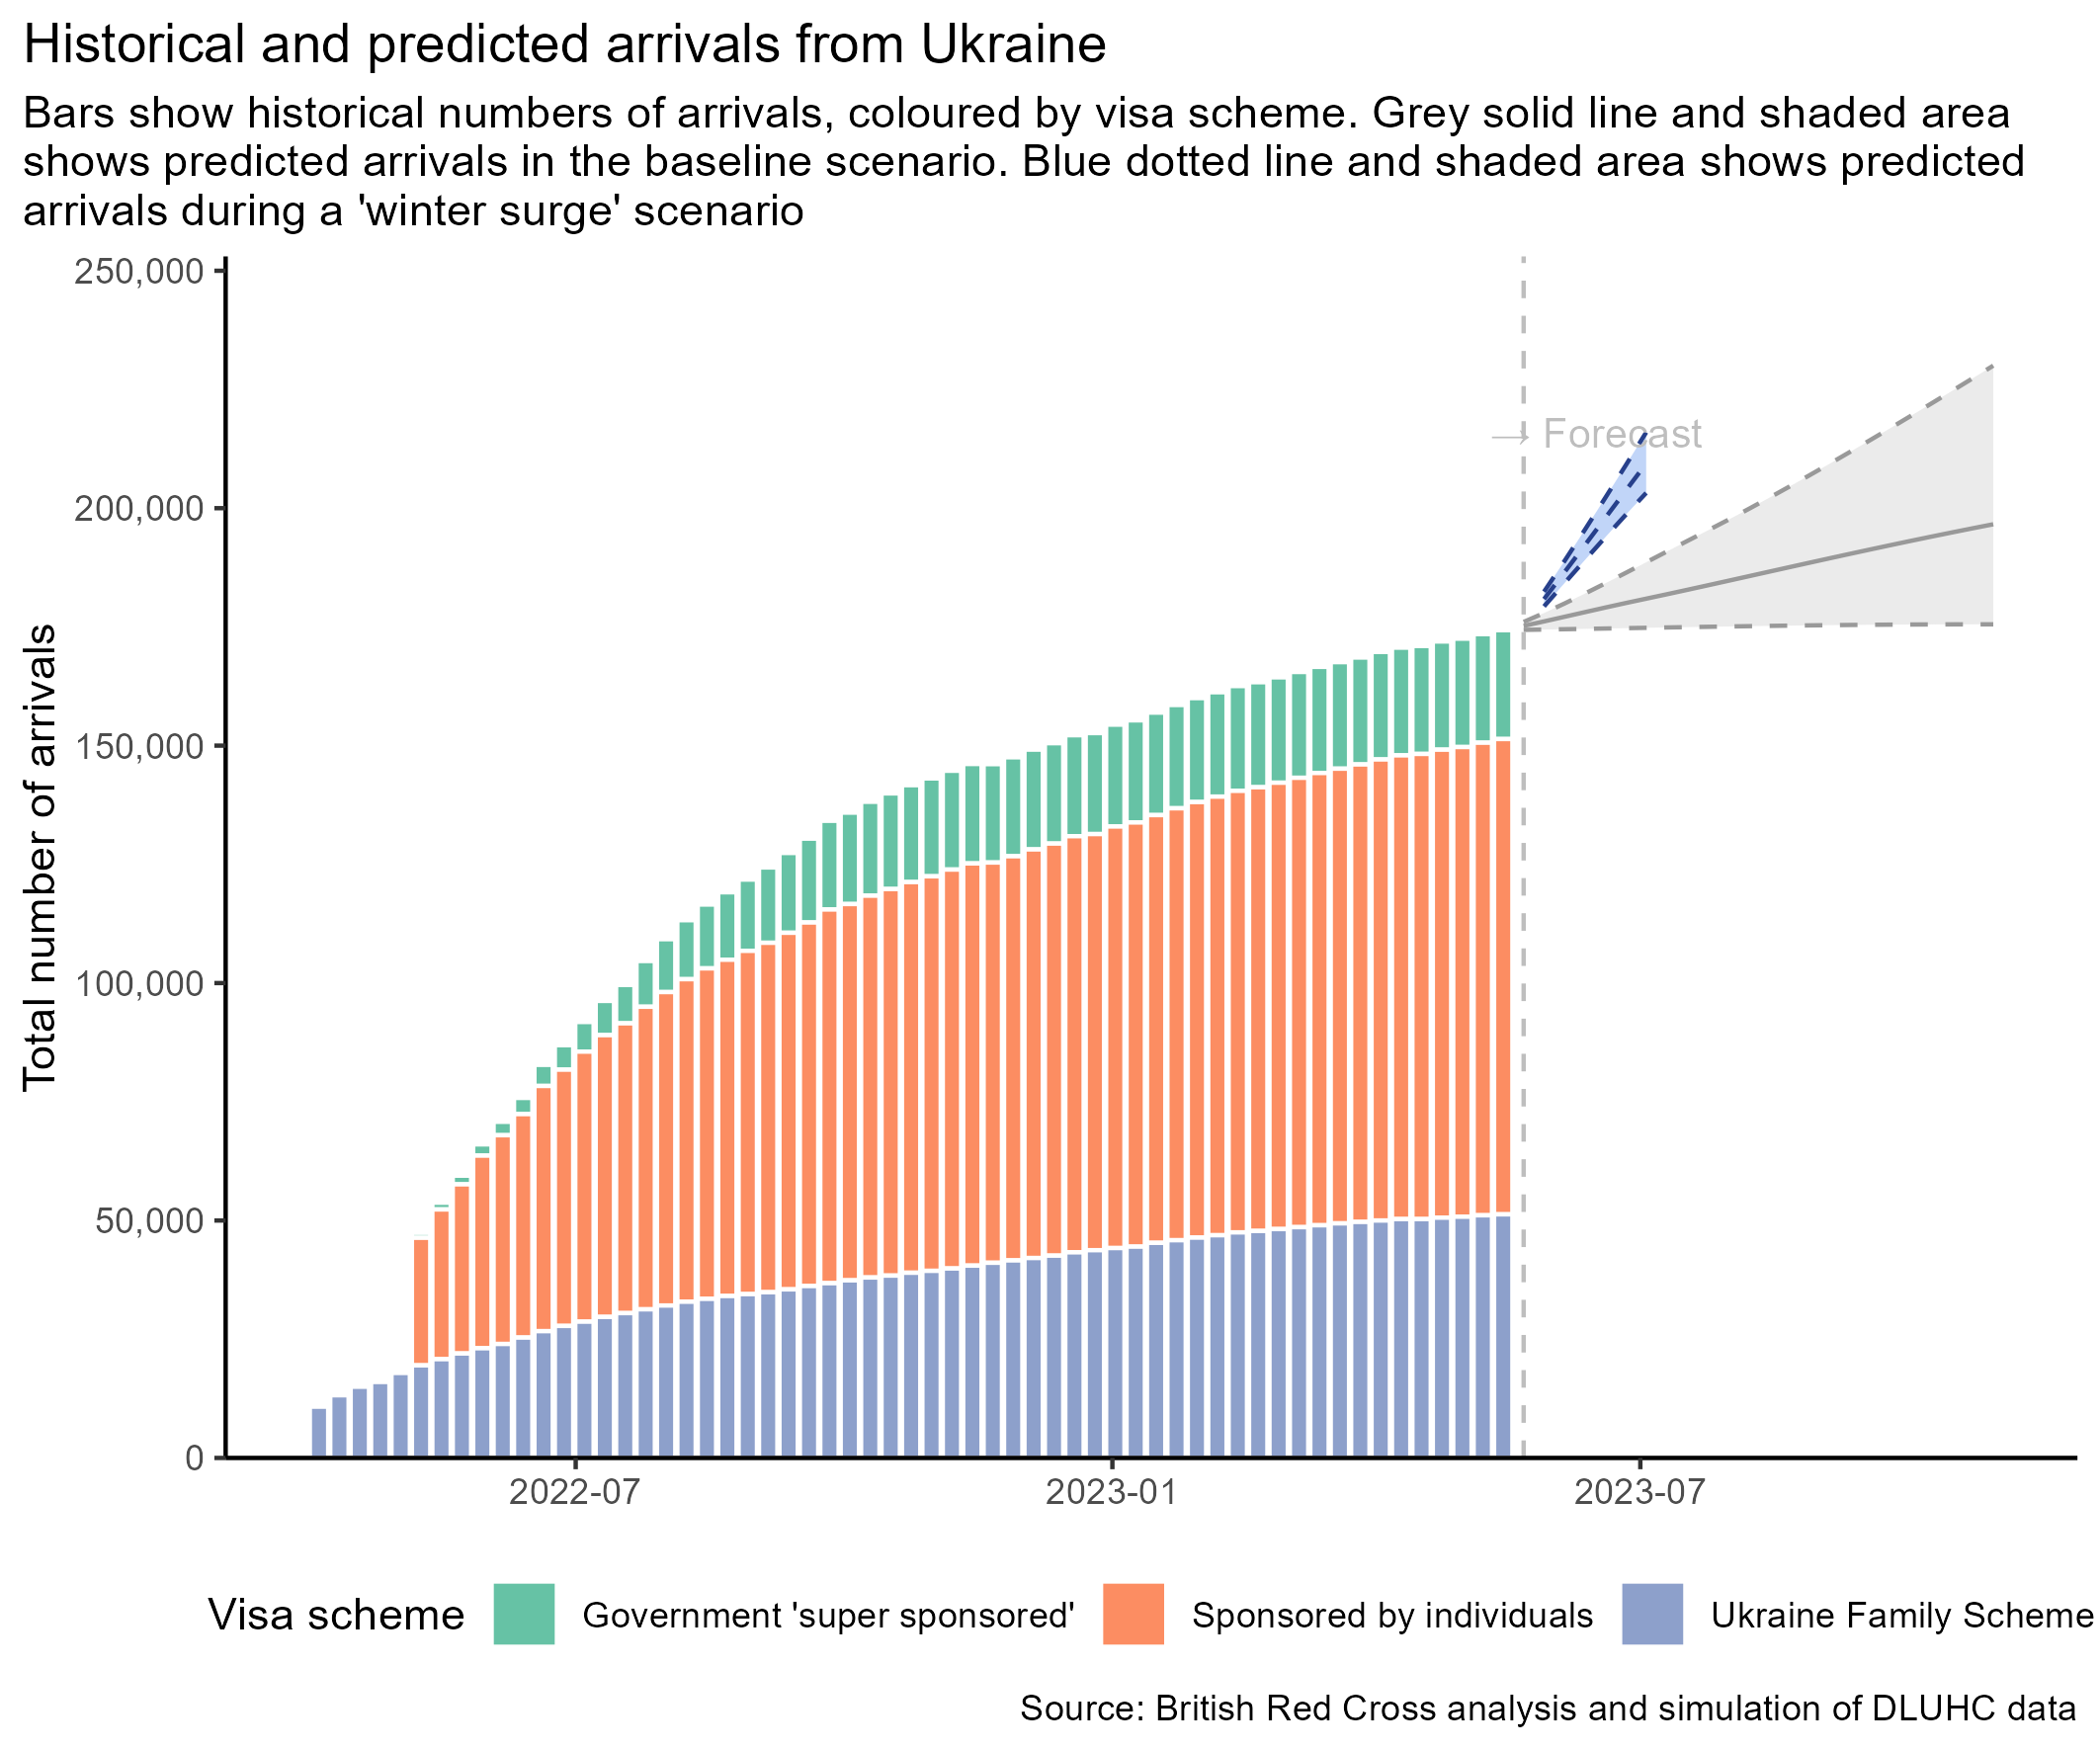 Historical and predicted arrivals from Ukraine
Bars show historical numbers of arrivals, coloured by visa scheme. Grey solid line and shaded area
shows predicted arrivals in the baseline scenario. Blue dotted line and shaded area shows predicted
arrivals during a 'winter surge' scenario
250,000
→ Forecast
200,000
150,000
100,000
50,000
0
Total number of arrivals
2022-07
2023-01
2023-07
Visa scheme
Government 'super sponsored'
Sponsored by individuals
Ukraine Family Scheme
Source: British Red Cross analysis and simulation of DLUHC data